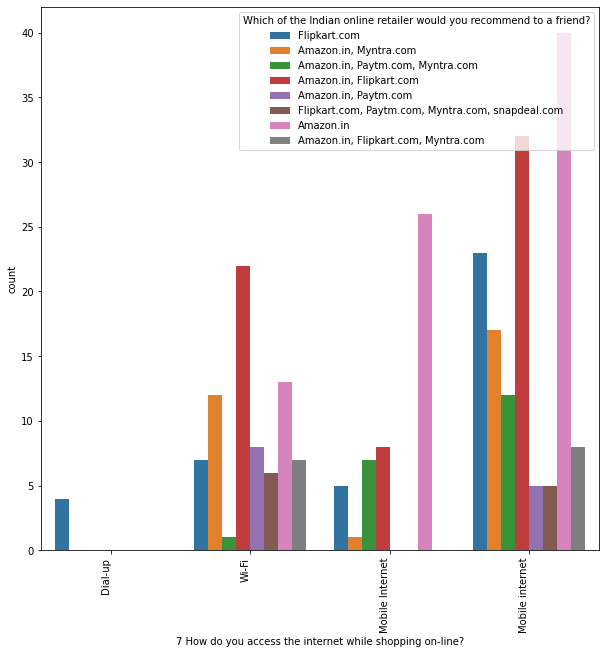 Which of the Indian online retailer would you recommend to a friend?
Flipkart.com
Amazon.in, Myntra.com
Amazon.in, Paytm.com, Myntra.com
Amazon.in, Flipkart.com
Amazon.in, Paytm.com
Flipkart.com, Paytm.com, Myntra.com, snapdeal.com
Amazon.in
Amazon.in, Flipkart.com, Myntra.com
40
35
30
25
20
15
10
5
0
count
Dial-up
Wi-Fi
Mobile Internet
Mobile internet
7 How do you access the internet while shopping on-line?